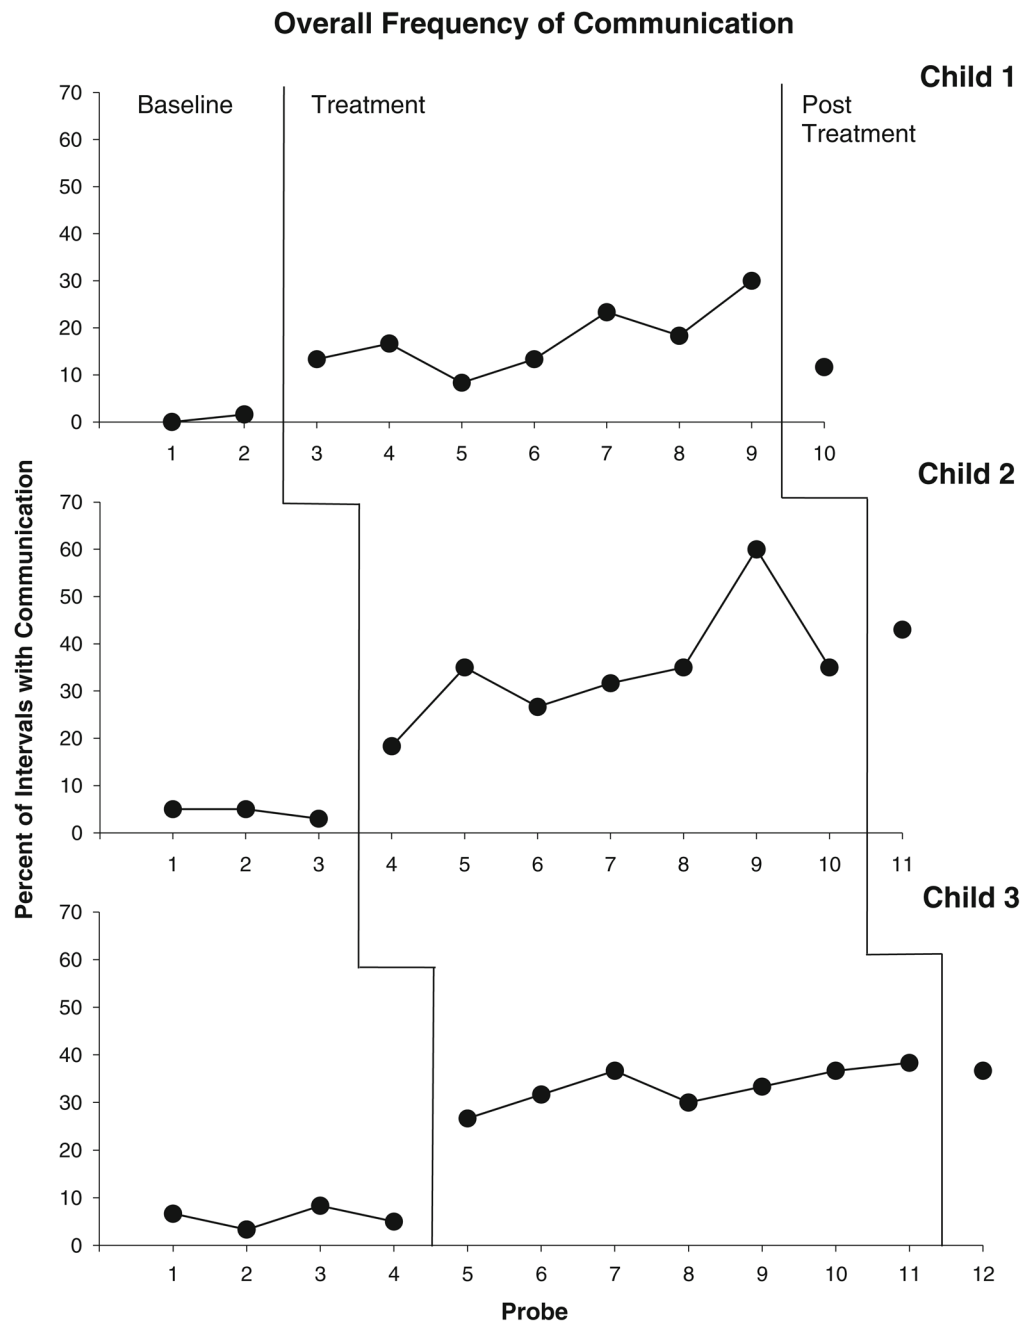 Overall Frequency of Communication
Child 1
Baseline
Treatment
Post
Treatment
70
60
50
40
30
20
10
0
1 2 3 4 5 6 7 8 9 10
Percent of Intervals with Communication
Child 2
70
60
50
40
30
20
10
0
1 2 3 4 5 6 7 8 9 10 11
Child 3
70
60
50
40
30
20
10
0
1 2 3 4 5 6 7 8 9 10 11 12
Probe